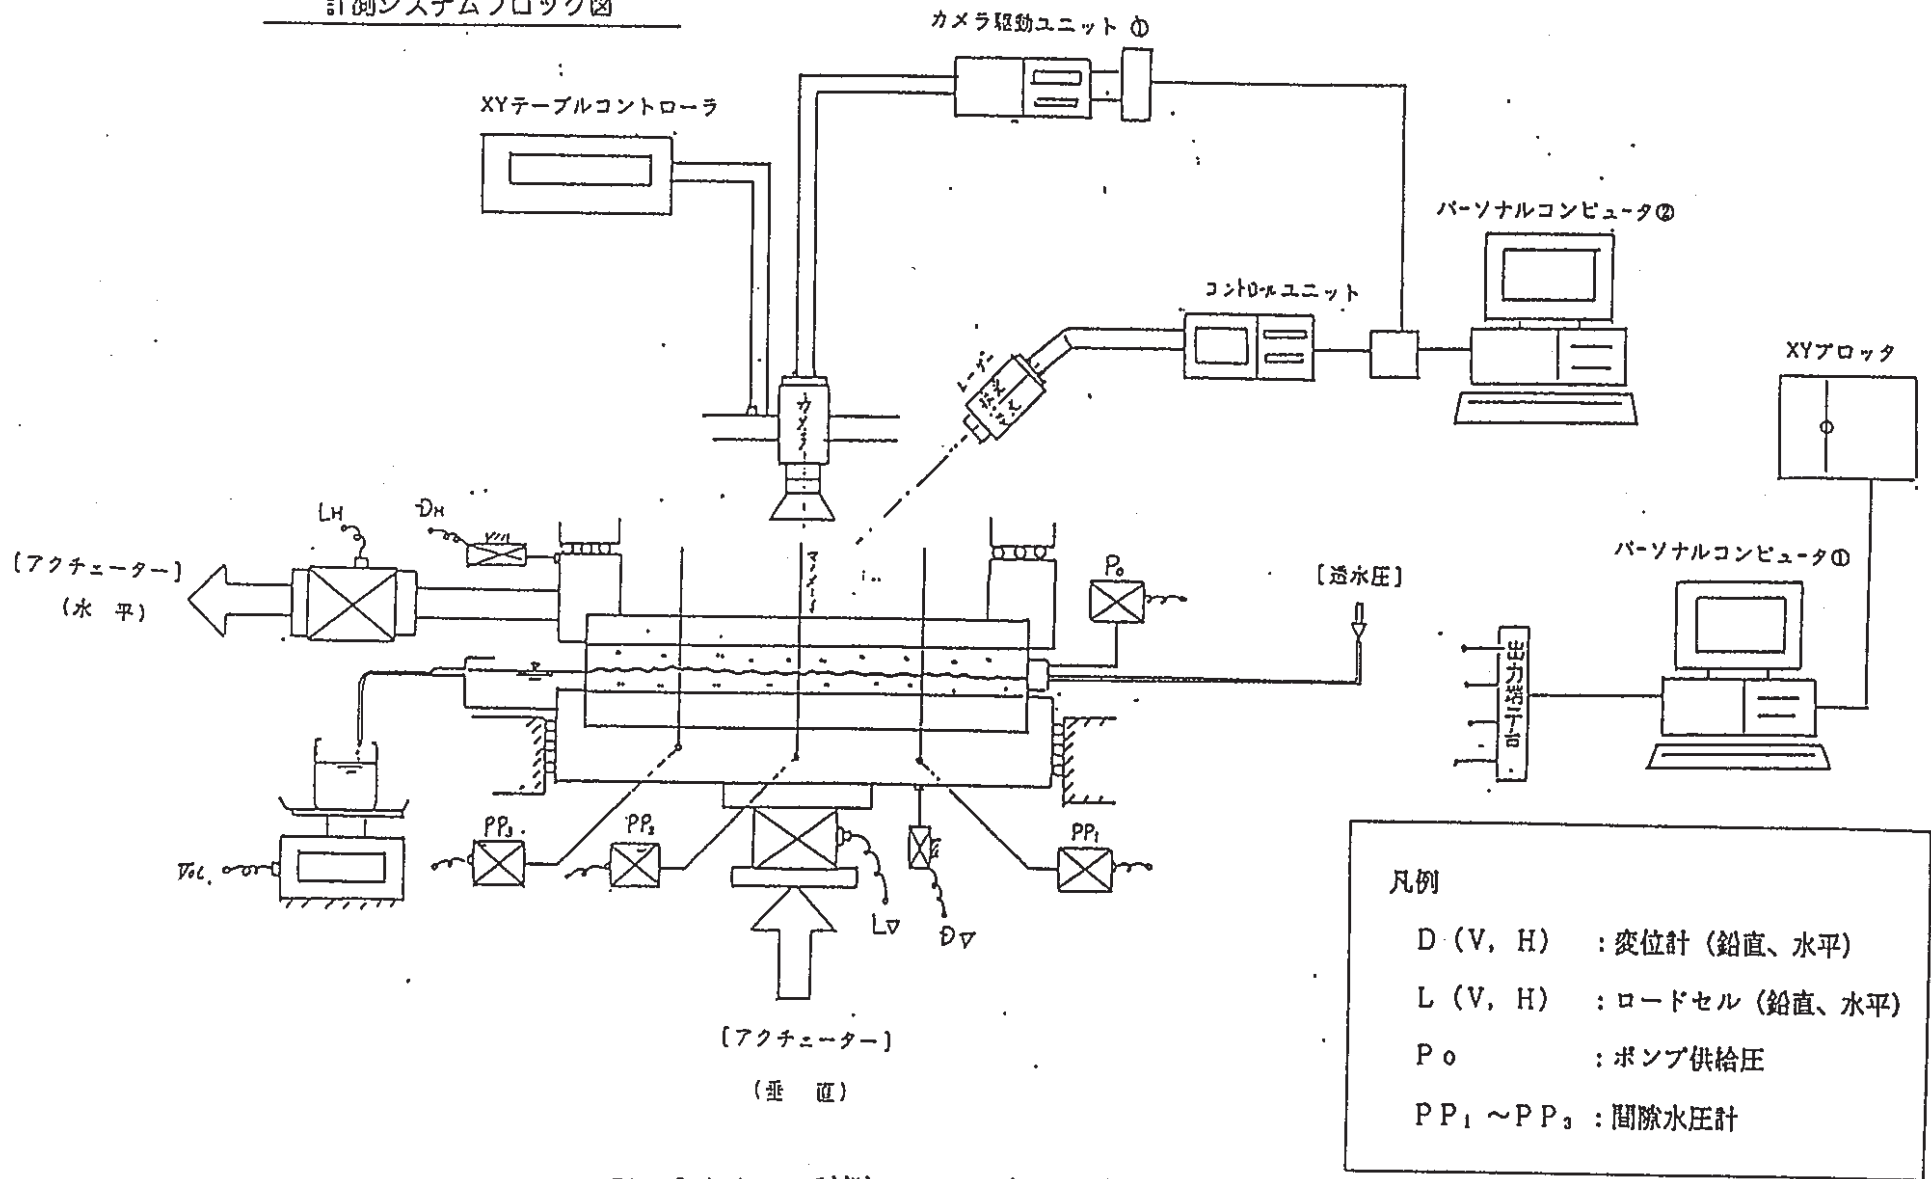 計測システムブロック図
カメラ駆動ユニット ①
XYテーブルコントローラ
パーソナルコンピュータ②
コントロールユニット
レーザー
カメラ
XYプロッタ
LH
DH
[アクチェーター]
(水 平)
P₀
[透水圧]
パーソナルコンピュータ①
出力端子台
PP₃
PP₂
PP₁
Vol.
LV
DV
[アクチェーター]
(垂 直)
凡例
D (V, H) : 変位計 (鉛直、水平)
L (V, H) : ロードセル (鉛直、水平)
Po : ポンプ供給圧
PP₁ ~PP₃ : 間隙水圧計